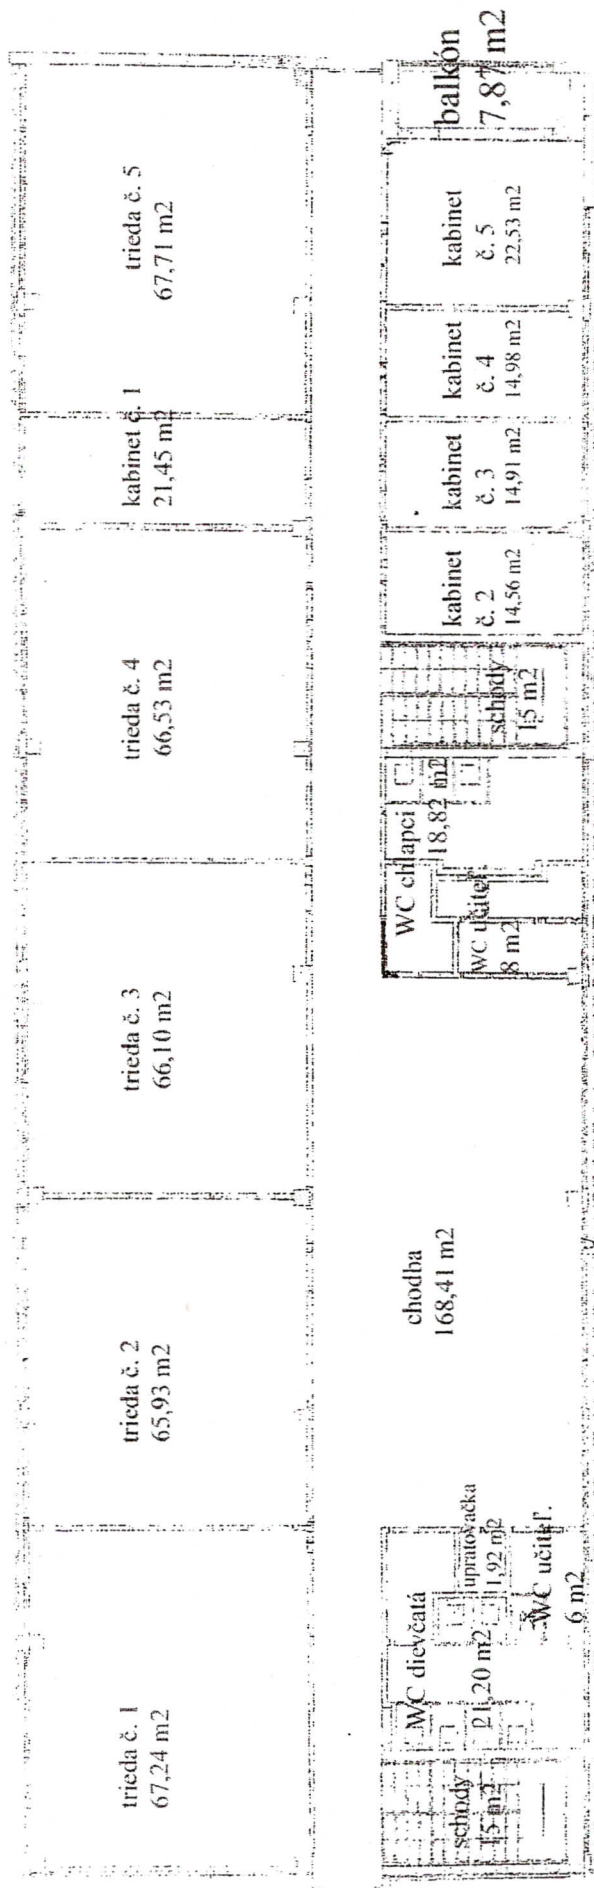 trieda č. 1
67,24 m2
trieda č. 2
65,93 m2
trieda č. 3
66,10 m2
trieda č. 4
66,53 m2
kabinet č. 1
21,45 m2
trieda č. 5
67,71 m2
schody
15 m2
WC dievčatá
21,20 m2
upratovačka
1,92 m2
WC učiteľ.
6 m2
chodba
168,41 m2
WC chlapci
18,82 m2
WC učiteľ
8 m2
schody
15 m2
kabinet
č. 2
14,56 m2
kabinet
č. 3
14,91 m2
kabinet
č. 4
14,98 m2
kabinet
č. 5
22,53 m2
balkón
7,87 m2